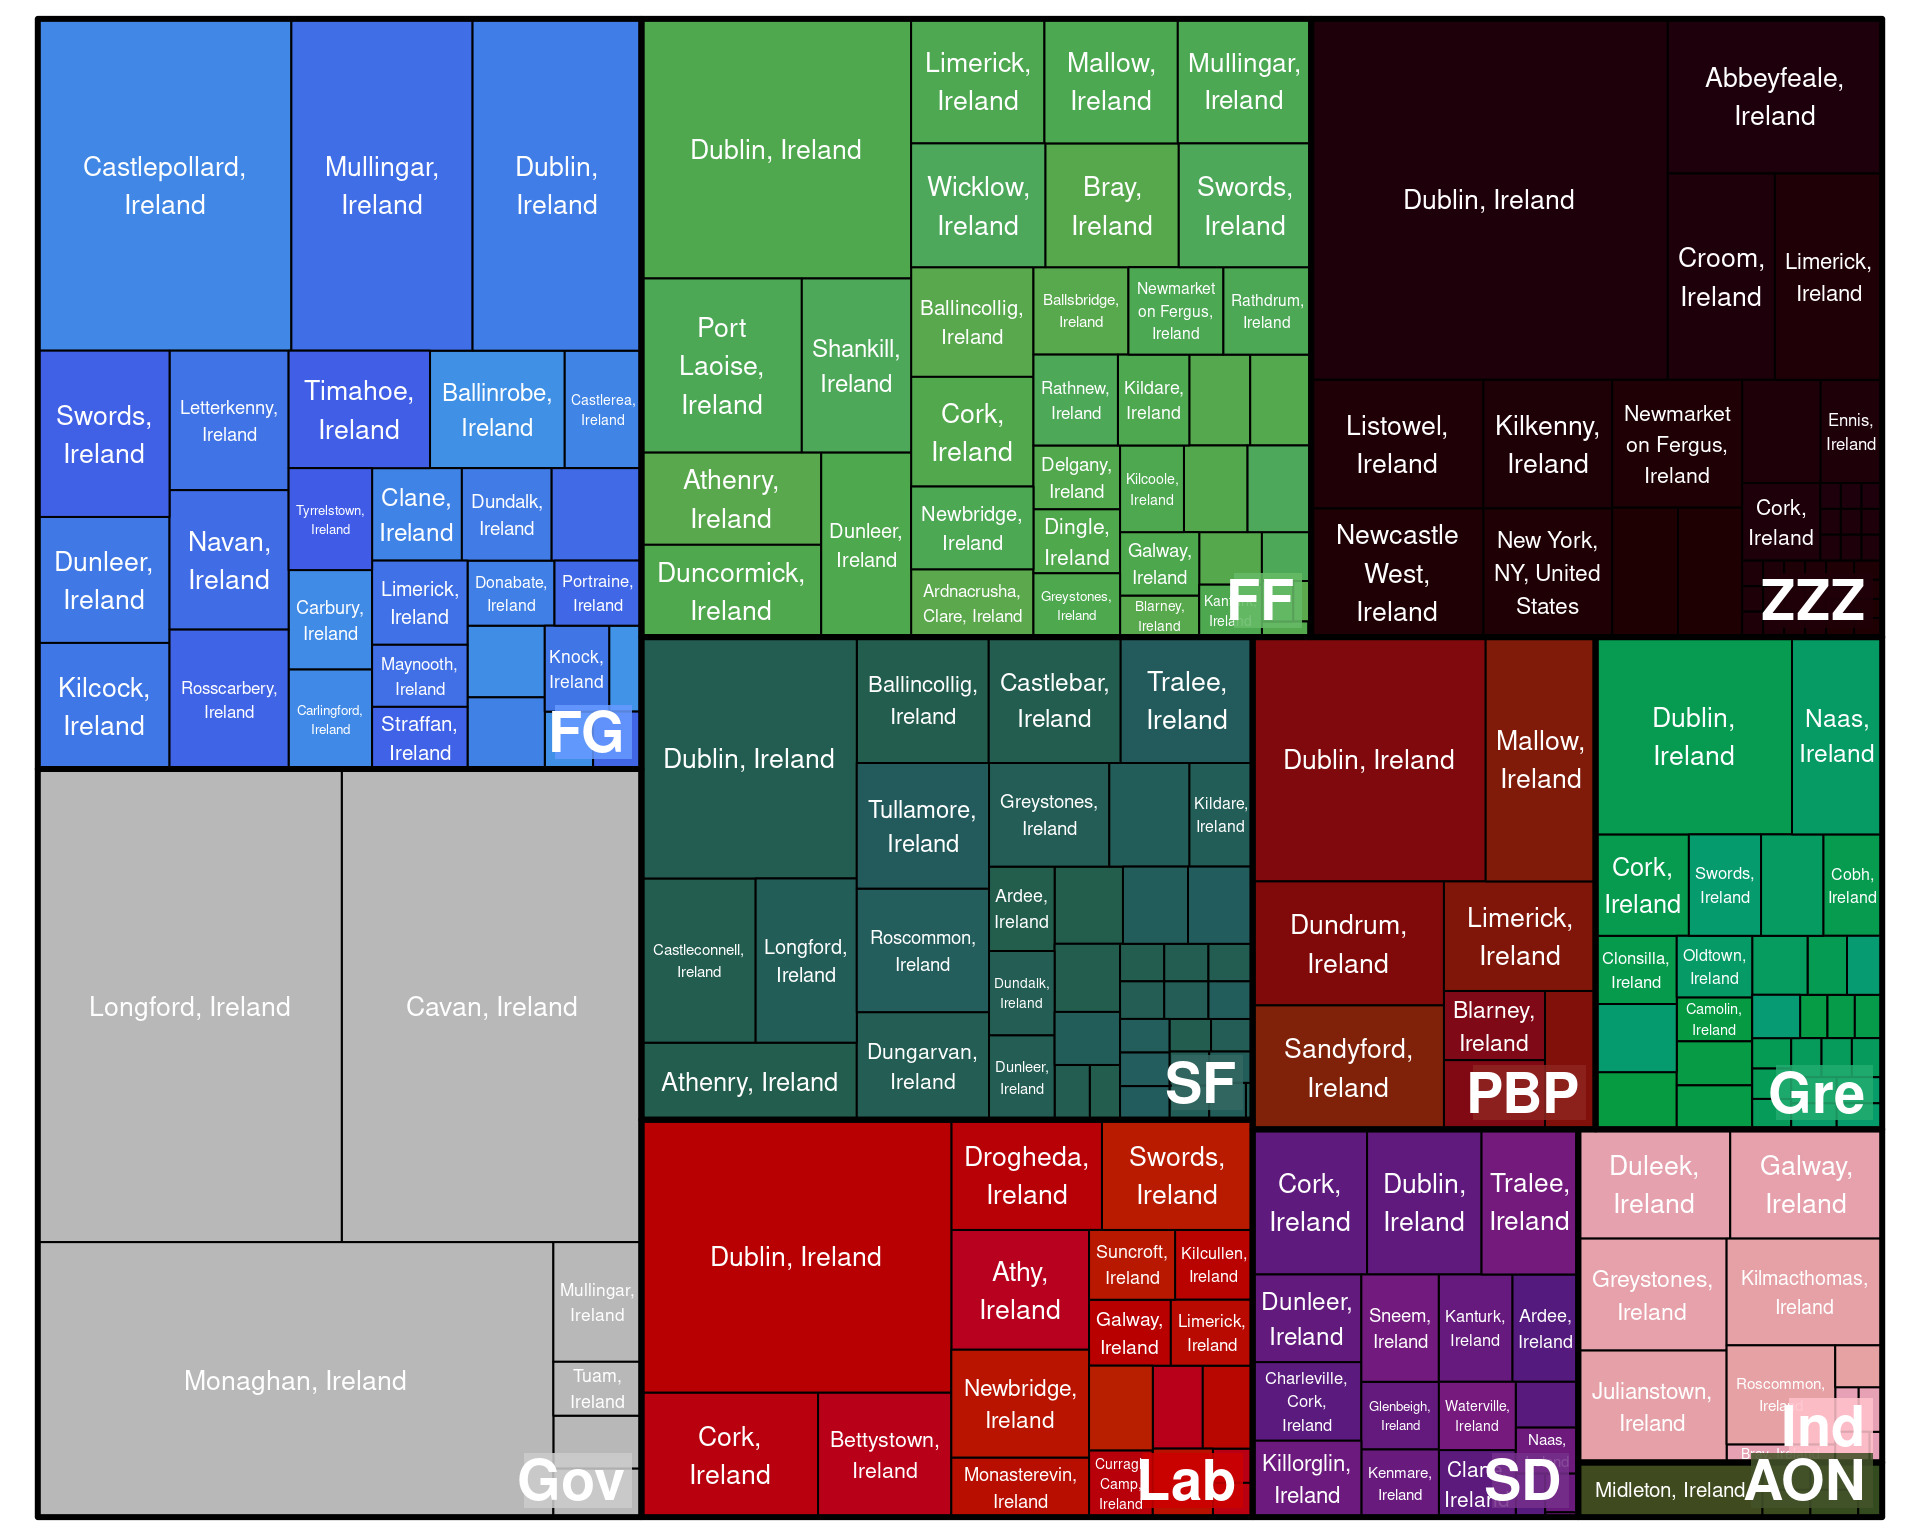 Castlepollard,
Ireland
Mullingar,
Ireland
Dublin,
Ireland
Swords,
Ireland
Letterkenny,
Ireland
Timahoe,
Ireland
Ballinrobe,
Ireland
Castlerea,
Ireland
Dunleer,
Ireland
Navan,
Ireland
Tyrrelstown,
Ireland
Clane,
Ireland
Dundalk,
Ireland
Carbury,
Ireland
Limerick,
Ireland
Donabate,
Ireland
Portraine,
Ireland
Kilcock,
Ireland
Rosscarbery,
Ireland
Carlingford,
Ireland
Maynooth,
Ireland
Straffan,
Ireland
Knock,
Ireland
FG
Longford, Ireland
Cavan, Ireland
Monaghan, Ireland
Mullingar,
Ireland
Tuam,
Ireland
Gov
Dublin, Ireland
Limerick,
Ireland
Mallow,
Ireland
Mullingar,
Ireland
Wicklow,
Ireland
Bray,
Ireland
Swords,
Ireland
Port
Laoise,
Ireland
Shankill,
Ireland
Ballincollig,
Ireland
Ballsbridge,
Ireland
Newmarket
on Fergus,
Ireland
Rathdrum,
Ireland
Cork,
Ireland
Rathnew,
Ireland
Kildare,
Ireland
Athenry,
Ireland
Dunleer,
Ireland
Duncormick,
Ireland
Newbridge,
Ireland
Ardnacrusha,
Clare, Ireland
Delgany,
Ireland
Dingle,
Ireland
Greystones,
Ireland
Kilcoole,
Ireland
Galway,
Ireland
Blarney,
Ireland
Ireland
FF
Dublin, Ireland
Abbeyfeale,
Ireland
Croom,
Ireland
Limerick,
Ireland
Listowel,
Ireland
Kilkenny,
Ireland
Newmarket
on Fergus,
Ireland
Ennis,
Ireland
Newcastle
West,
Ireland
New York,
NY, United
States
Cork,
Ireland
ZZZ
Dublin, Ireland
Ballincollig,
Ireland
Castlebar,
Ireland
Tralee,
Ireland
Tullamore,
Ireland
Greystones,
Ireland
Kildare,
Ireland
Castleconnell,
Ireland
Longford,
Ireland
Roscommon,
Ireland
Ardee,
Ireland
Dundalk,
Ireland
Athenry, Ireland
Dungarvan,
Ireland
Dunleer,
Ireland
SF
Dublin, Ireland
Mallow,
Ireland
Dundrum,
Ireland
Limerick,
Ireland
Sandyford,
Ireland
Blarney,
Ireland
PBP
Dublin,
Ireland
Naas,
Ireland
Cork,
Ireland
Swords,
Ireland
Cobh,
Ireland
Clonsilla,
Ireland
Oldtown,
Ireland
Camolin,
Ireland
Gre
Dublin, Ireland
Drogheda,
Ireland
Swords,
Ireland
Athy,
Ireland
Suncroft,
Ireland
Kilcullen,
Ireland
Galway,
Ireland
Limerick,
Ireland
Newbridge,
Ireland
Cork,
Ireland
Bettystown,
Ireland
Monasterevin,
Ireland
Curragh
Camp,
Ireland
Lab
Cork,
Ireland
Dublin,
Ireland
Tralee,
Ireland
Dunleer,
Ireland
Sneem,
Ireland
Kanturk,
Ireland
Ardee,
Ireland
Charleville,
Cork,
Ireland
Glenbeigh,
Ireland
Waterville,
Ireland
Naas,
Killorglin,
Ireland
Kenmare,
Ireland
Clane,
Ireland
SD
Duleek,
Ireland
Galway,
Ireland
Greystones,
Ireland
Kilmacthomas,
Ireland
Julianstown,
Ireland
Roscommon,
Ireland
Ind
Midleton, Ireland
AON